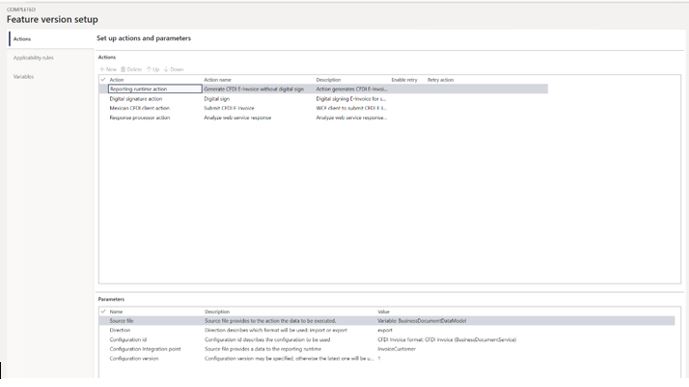 COMPLETED
Feature version setup
Actions
Applicability rules
Variables
Set up actions and parameters
Actions
New Delete Up Down
Action Action name Description Enable retry Retry action
Reporting runtime action Generate CFDI E-Invoice without digital sign Action generates CFDI E-Invoi...
Digital signature action Digital sign Digital signing E-Invoice for s...
Mexican CFDI client action Submit CFDI E Invoice WCF client to submit CFDI E I...
Response processor action Analyze web service response Analyze web service response...
Parameters
Name Description Value
Source file Source file provides to the action the data to be executed. Variable: BusinessDocumentDataModel
Direction Direction describes which format will be used: import or export export
Configuration id Configuration id describes the configuration to be used CFDI Invoice format: CFDI invoice (BusinessDocumentService)
Configuration Integration point Source file provides a data to the reporting runtime InvoiceCustomer
Configuration version Configuration version may be specified, otherwise the latest one will be u... 1